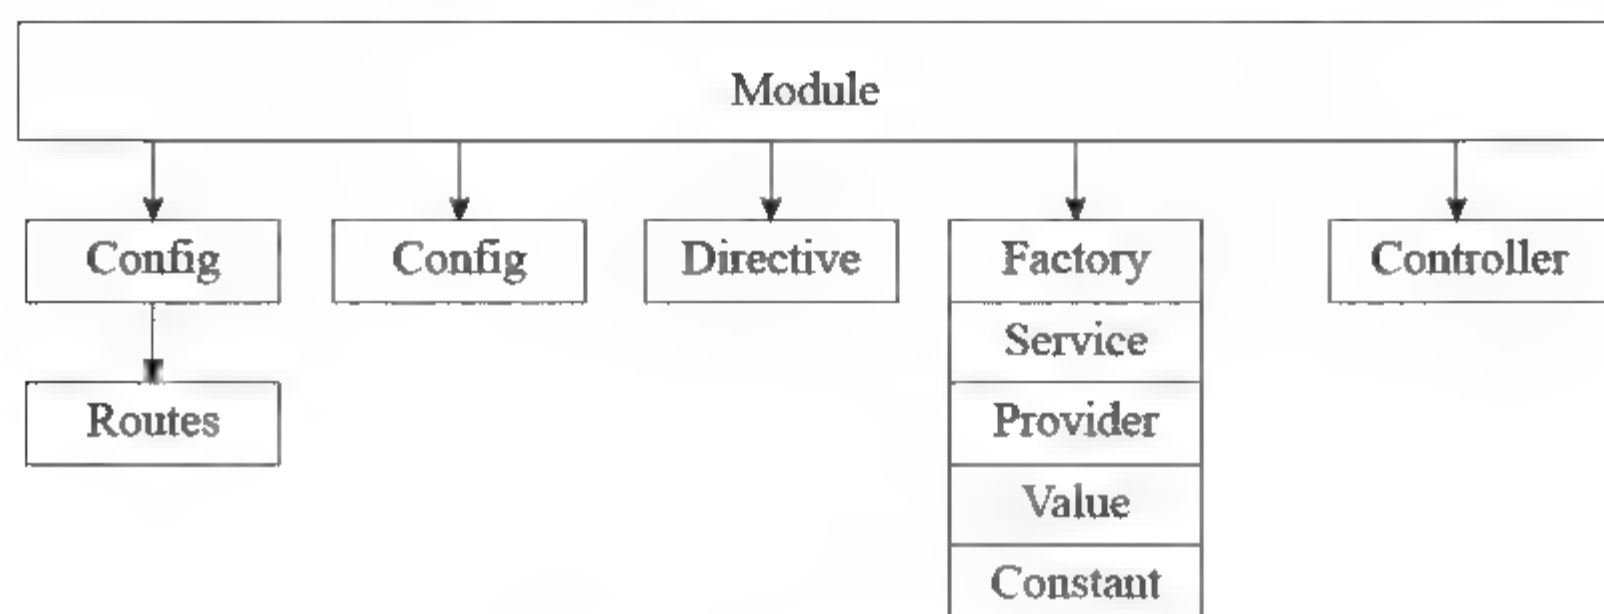 Module
Config
Config
Directive
Factory
Controller
Service
Provider
Value
Constant
Routes